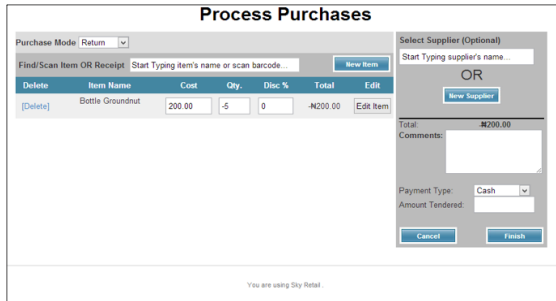 Process Purchases
Purchase Mode Return
Find/Scan Item OR Receipt Start Typing item's name or scan barcode... New Item
Delete Item Name Cost Qty. Disc % Total Edit
[Delete] Bottle Groundnut 200.00 -5 0 -₦200.00 Edit Item
Select Supplier (Optional)
Start Typing supplier's name...
OR
New Supplier
Total: -₦200.00
Comments:
Payment Type: Cash
Amount Tendered:
Cancel Finish
You are using Sky Retail .